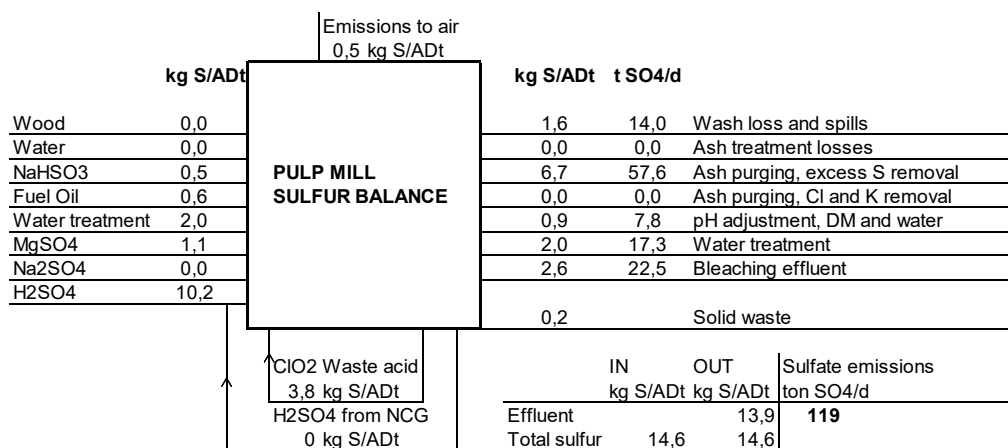 Emissions to air
0,5 kg S/ADt
kg S/ADt kg S/ADt t SO4/d
Wood 0,0 1,6 14,0 Wash loss and spills
Water 0,0 0,0 0,0 Ash treatment losses
NaHSO3 0,5 PULP MILL 6,7 57,6 Ash purging, excess S removal
Fuel Oil 0,6 SULFUR BALANCE 0,0 0,0 Ash purging, Cl and K removal
Water treatment 2,0 0,9 7,8 pH adjustment, DM and water
MgSO4 1,1 2,0 17,3 Water treatment
Na2SO4 0,0 2,6 22,5 Bleaching effluent
H2SO4 10,2
0,2 Solid waste
ClO2 Waste acid IN OUT Sulfate emissions
3,8 kg S/ADt kg S/ADt kg S/ADt ton SO4/d
H2SO4 from NCG Effluent 13,9 119
0 kg S/ADt Total sulfur 14,6 14,6